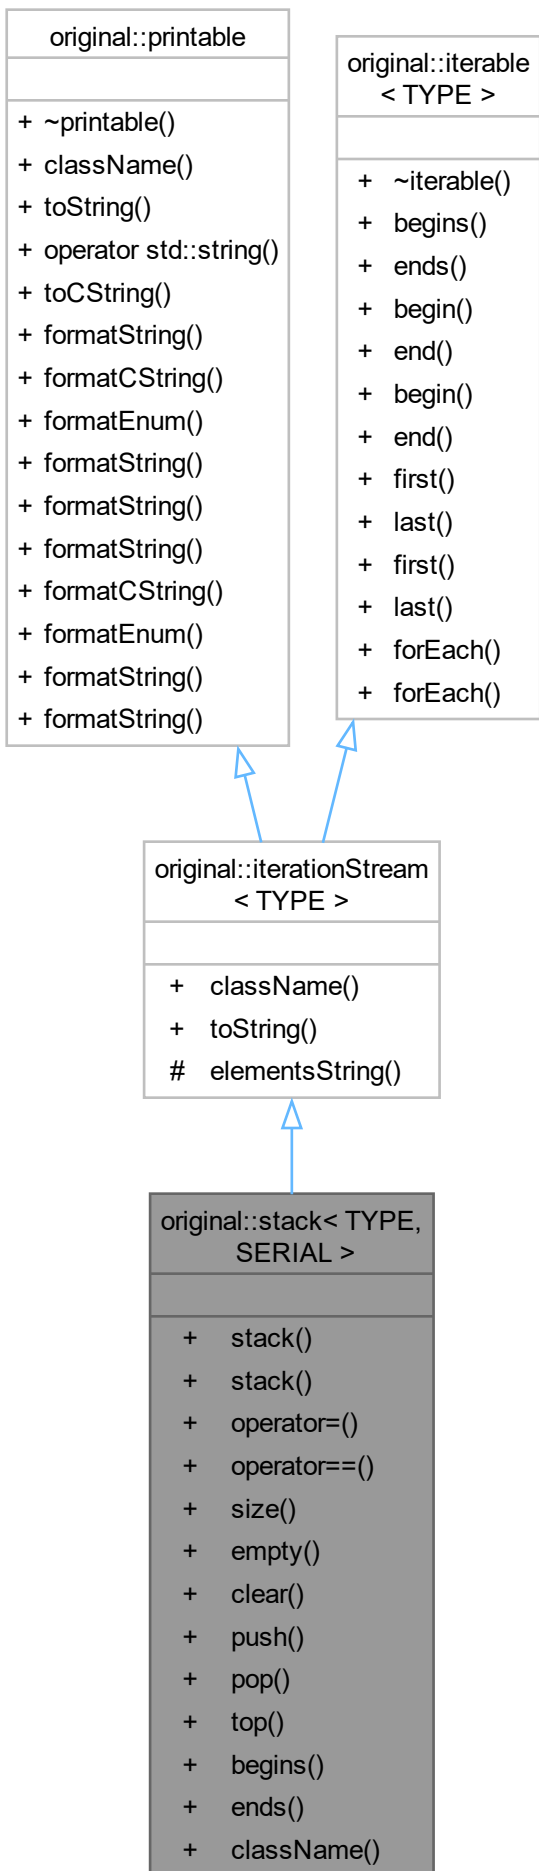 original::printable
+ ~printable()
+ className()
+ toString()
+ operator std::string()
+ toCString()
+ formatString()
+ formatCString()
+ formatEnum()
+ formatString()
+ formatString()
+ formatString()
+ formatCString()
+ formatEnum()
+ formatString()
+ formatString()
original::iterable
< TYPE >
+ ~iterable()
+ begins()
+ ends()
+ begin()
+ end()
+ begin()
+ end()
+ first()
+ last()
+ first()
+ last()
+ forEach()
+ forEach()
original::iterationStream
< TYPE >
+ className()
+ toString()
# elementsString()
original::stack< TYPE,
SERIAL >
+ stack()
+ stack()
+ operator=()
+ operator==()
+ size()
+ empty()
+ clear()
+ push()
+ pop()
+ top()
+ begins()
+ ends()
+ className()